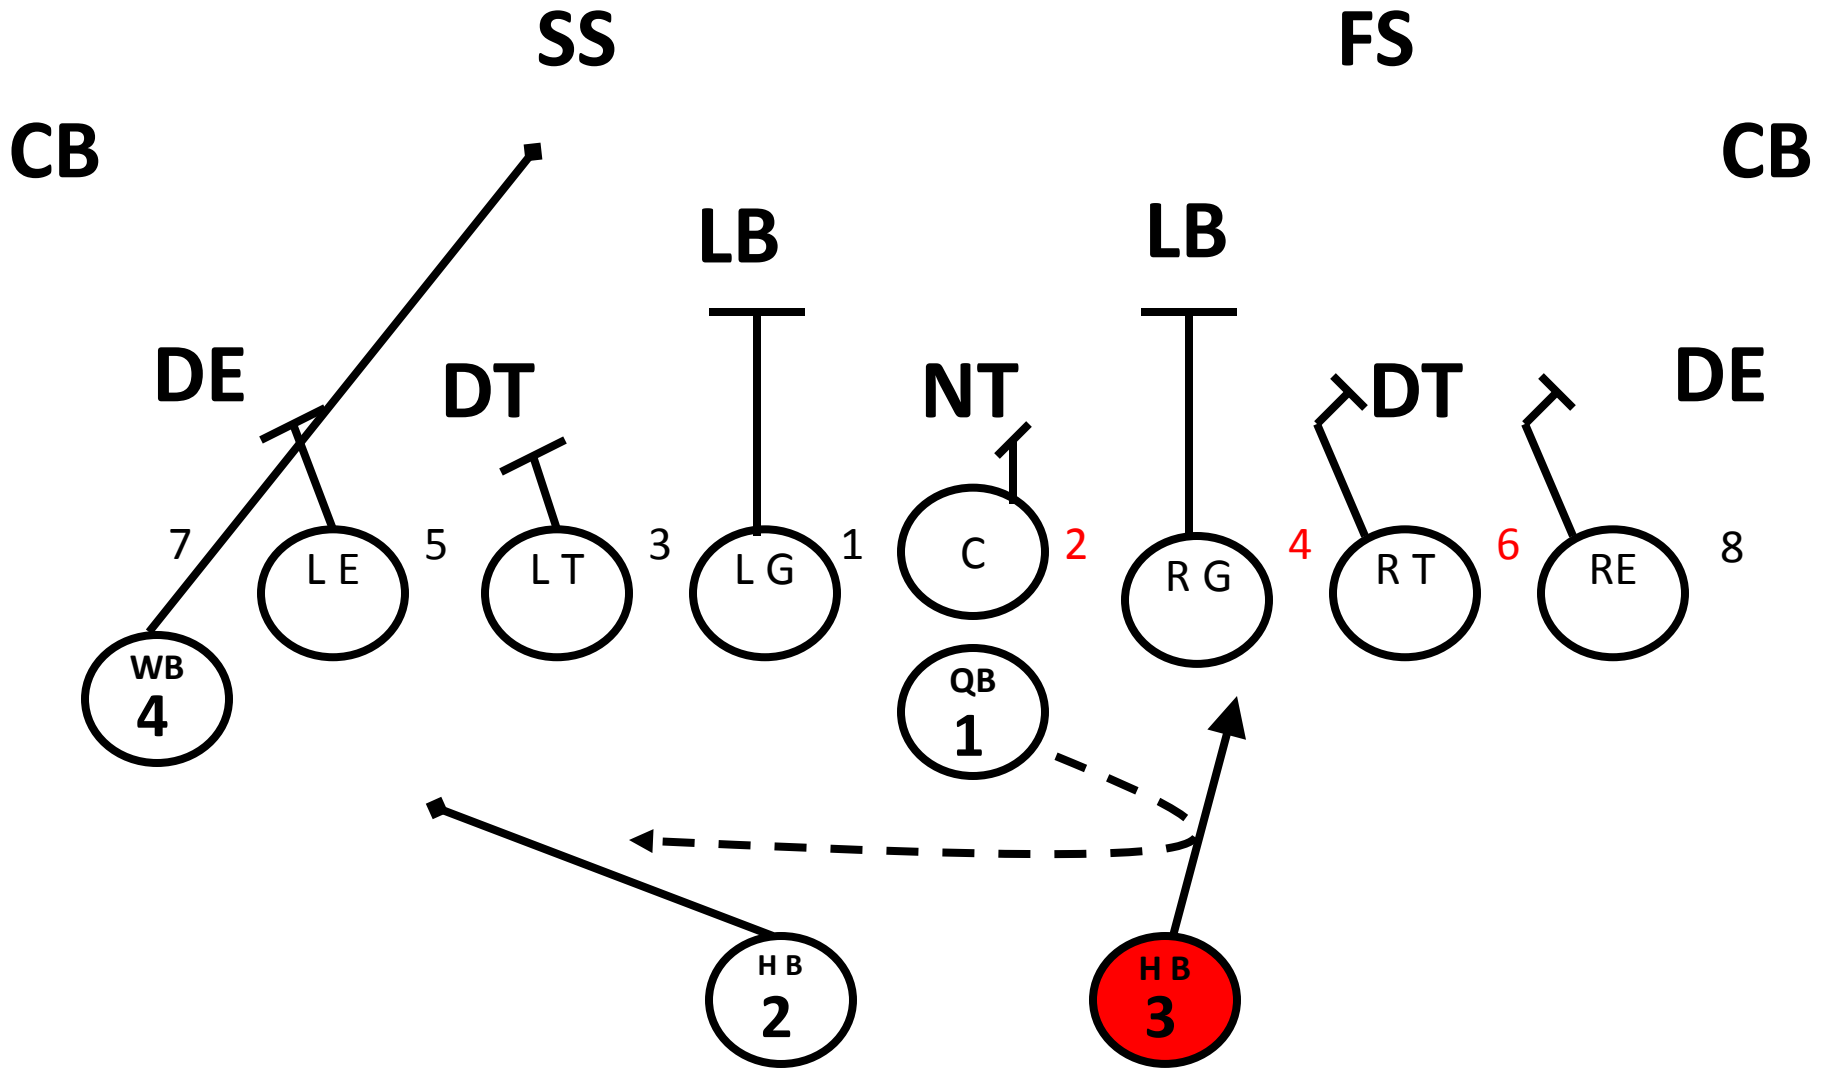 SS FS
CB CB
LB LB
DE DT NT DT DE
7 5 3 1 2 4 6 8
L E L T L G C R G R T RE
WB QB
4 1
H B H B
2 3